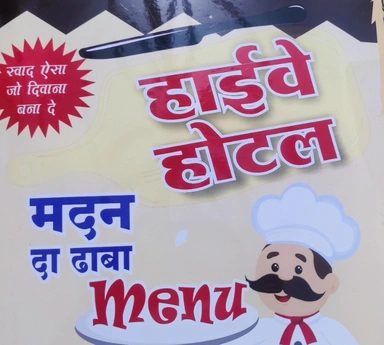 स्वाद ऐसा
जो दिवाना
बना दे
हाईवे
होटल
मदन
दा ढाबा
Menu